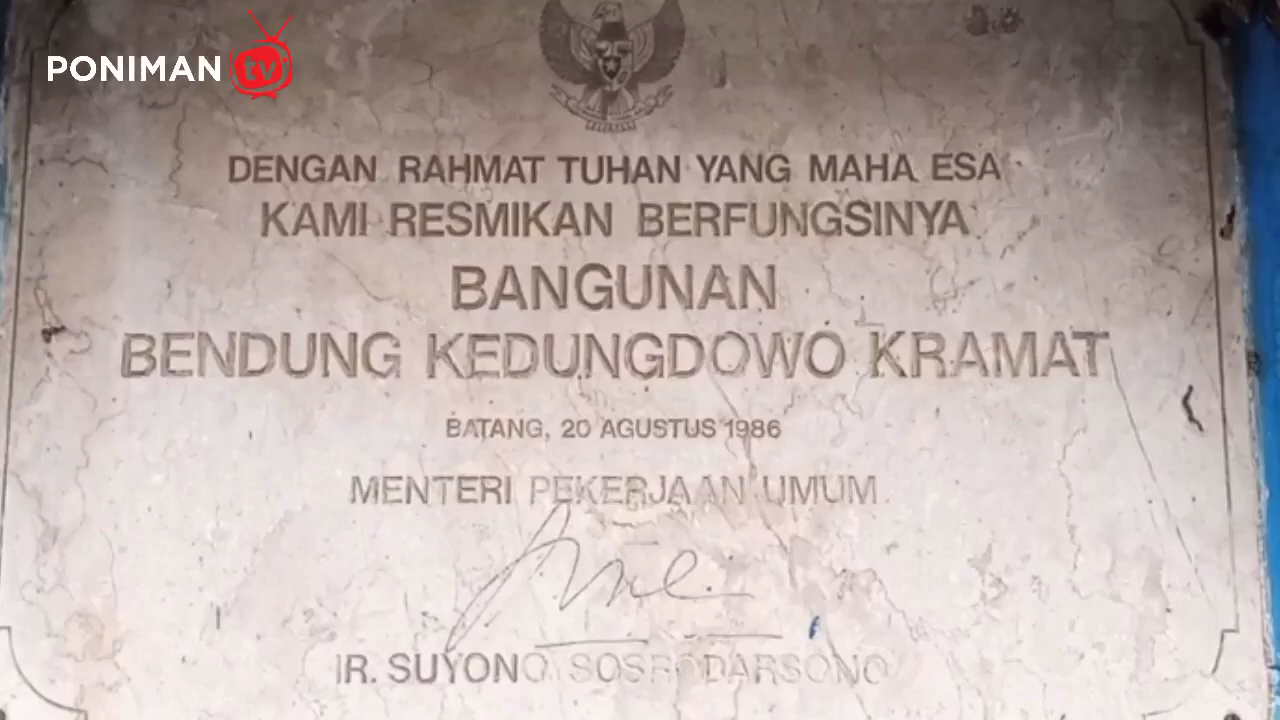 PONIMAN tv
DENGAN RAHMAT TUHAN YANG MAHA ESA
KAMI RESMIKAN BERFUNGSINYA
BANGUNAN
BENDUNG KEDUNGDOWO KRAMAT
BATANG, 20 AGUSTUS 1986
MENTERI PEKERJAAN UMUM
IR. SUYONO SOSRODARSONO